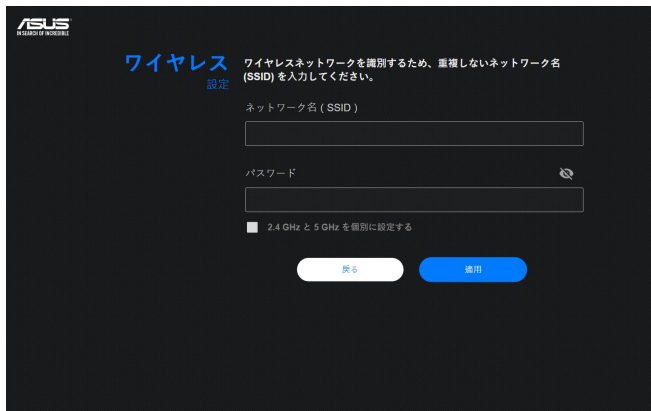 ASUS
IN SEARCH OF INCREDIBLE
ワイヤレス
設定
ワイヤレスネットワークを識別するため、重複しないネットワーク名
(SSID) を入力してください。
ネットワーク名 ( SSID )
パスワード
2.4 GHz と 5 GHz を個別に設定する
戻る
適用